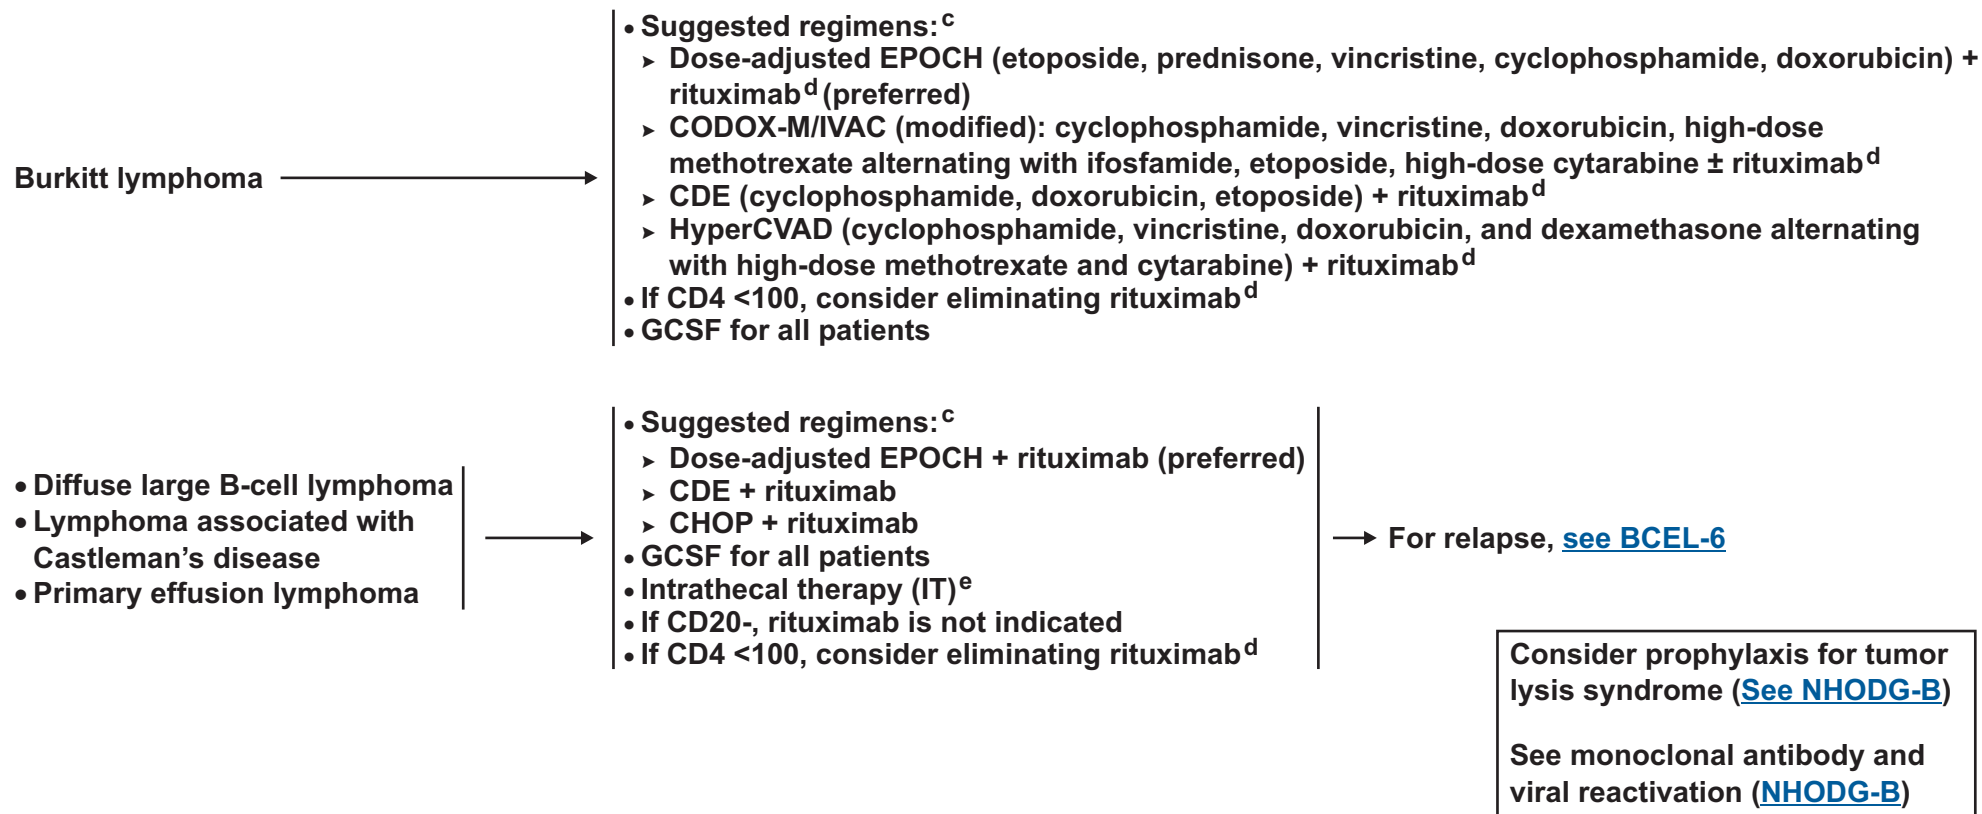 Burkitt lymphoma
• Suggested regimens:c
➤ Dose-adjusted EPOCH (etoposide, prednisone, vincristine, cyclophosphamide, doxorubicin) +
rituximabd (preferred)
➤ CODOX-M/IVAC (modified): cyclophosphamide, vincristine, doxorubicin, high-dose
methotrexate alternating with ifosfamide, etoposide, high-dose cytarabine ± rituximabd
➤ CDE (cyclophosphamide, doxorubicin, etoposide) + rituximabd
➤ HyperCVAD (cyclophosphamide, vincristine, doxorubicin, and dexamethasone alternating
with high-dose methotrexate and cytarabine) + rituximabd
• If CD4 <100, consider eliminating rituximabd
• GCSF for all patients
• Diffuse large B-cell lymphoma
• Lymphoma associated with
Castleman’s disease
• Primary effusion lymphoma
• Suggested regimens:c
➤ Dose-adjusted EPOCH + rituximab (preferred)
➤ CDE + rituximab
➤ CHOP + rituximab
• GCSF for all patients
• Intrathecal therapy (IT)e
• If CD20-, rituximab is not indicated
• If CD4 <100, consider eliminating rituximabd
For relapse, see BCEL-6
Consider prophylaxis for tumor
lysis syndrome (See NHODG-B)
See monoclonal antibody and
viral reactivation (NHODG-B)